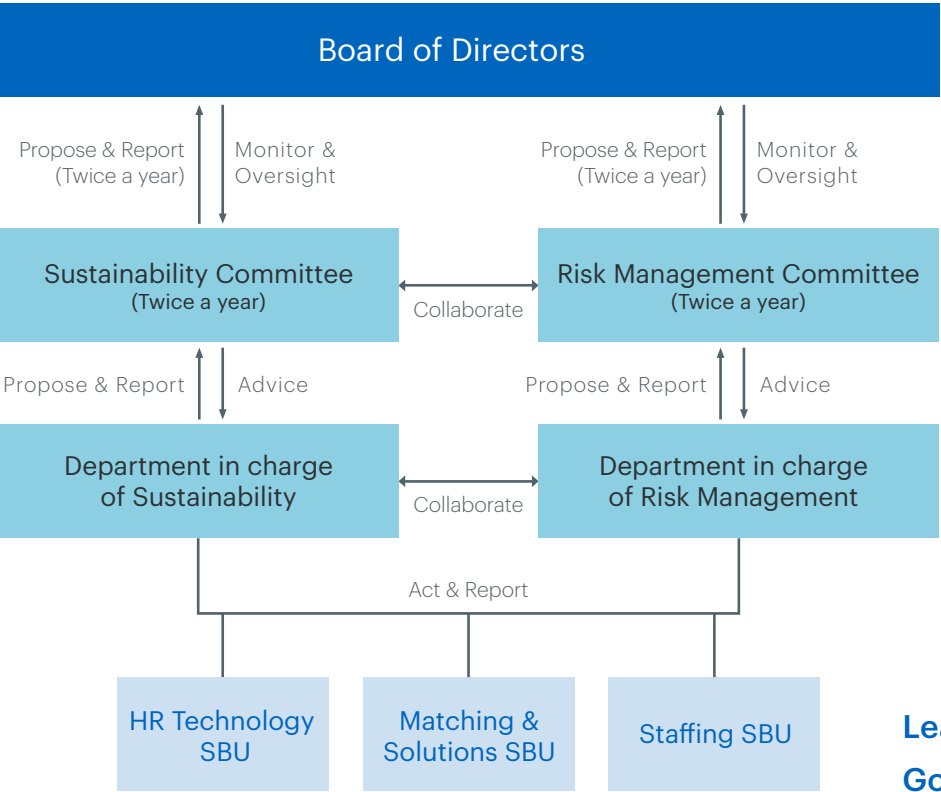 Board of Directors
Propose & Report
(Twice a year)
Monitor &
Oversight
Propose & Report
(Twice a year)
Monitor &
Oversight
Sustainability Committee
(Twice a year)
Collaborate
Risk Management Committee
(Twice a year)
Propose & Report
Advice
Propose & Report
Advice
Department in charge
of Sustainability
Collaborate
Department in charge
of Risk Management
Act & Report
HR Technology
SBU
Matching &
Solutions SBU
Staffing SBU